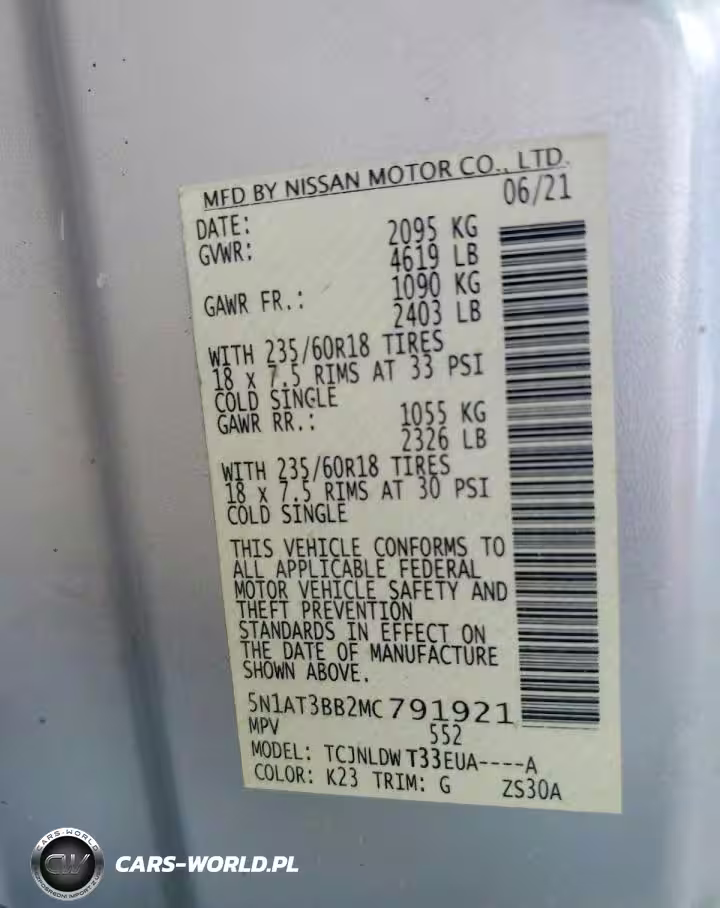 MFD BY NISSAN MOTOR CO., LTD.
DATE: 06/21
GVWR: 2095 KG
4619 LB
GAWR FR.: 1090 KG
2403 LB
WITH 235/60R18 TIRES
18 x 7.5 RIMS AT 33 PSI
COLD SINGLE
GAWR RR.: 1055 KG
2326 LB
WITH 235/60R18 TIRES
18 x 7.5 RIMS AT 30 PSI
COLD SINGLE
THIS VEHICLE CONFORMS TO
ALL APPLICABLE FEDERAL
MOTOR VEHICLE SAFETY AND
THEFT PREVENTION
STANDARDS IN EFFECT ON
THE DATE OF MANUFACTURE
SHOWN ABOVE.
5N1AT3BB2MC791921
MPV 552
MODEL: TCJNLDWT33EUA----A
COLOR: K23 TRIM: G ZS30A
CARS-WORLD
CW
CARS-WORLD.PL